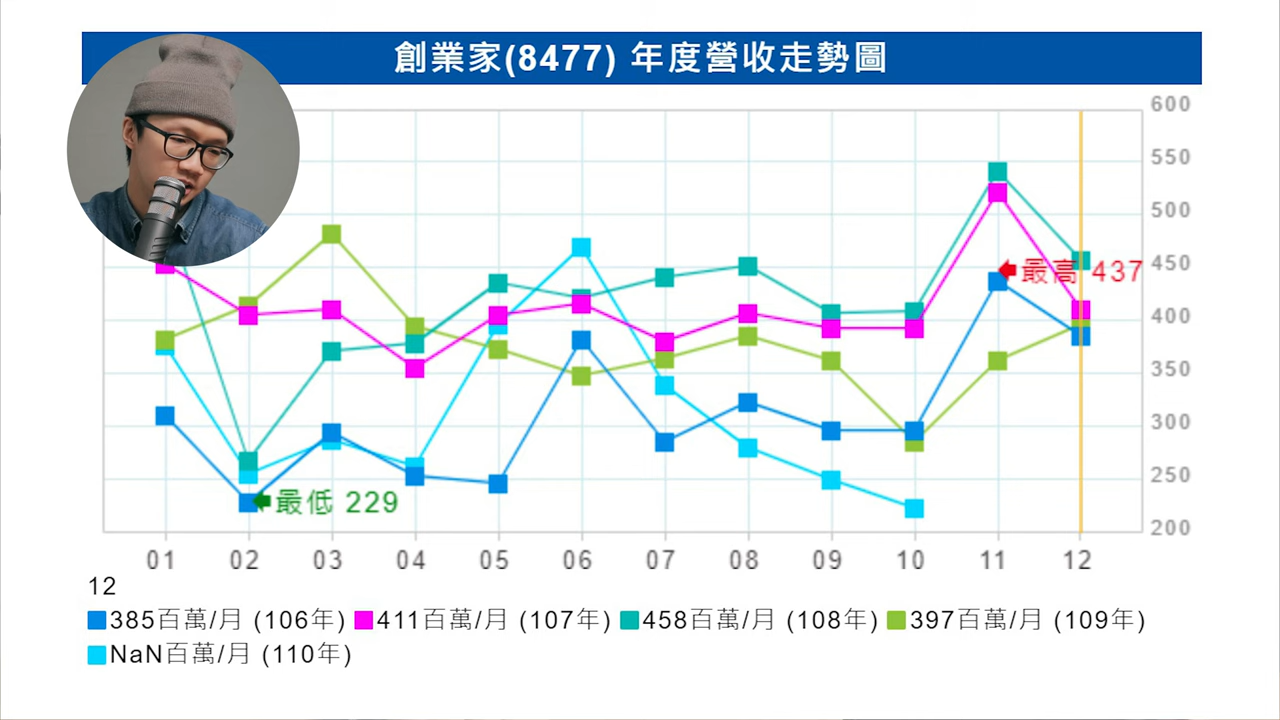 創業家(8477) 年度營收走勢圖
600
550
500
450
最高 437
400
350
300
250
最低 229
200
01 02 03 04 05 06 07 08 09 10 11 12
12
385百萬/月 (106年) 411百萬/月 (107年) 458百萬/月 (108年) 397百萬/月 (109年)
NaN百萬/月 (110年)